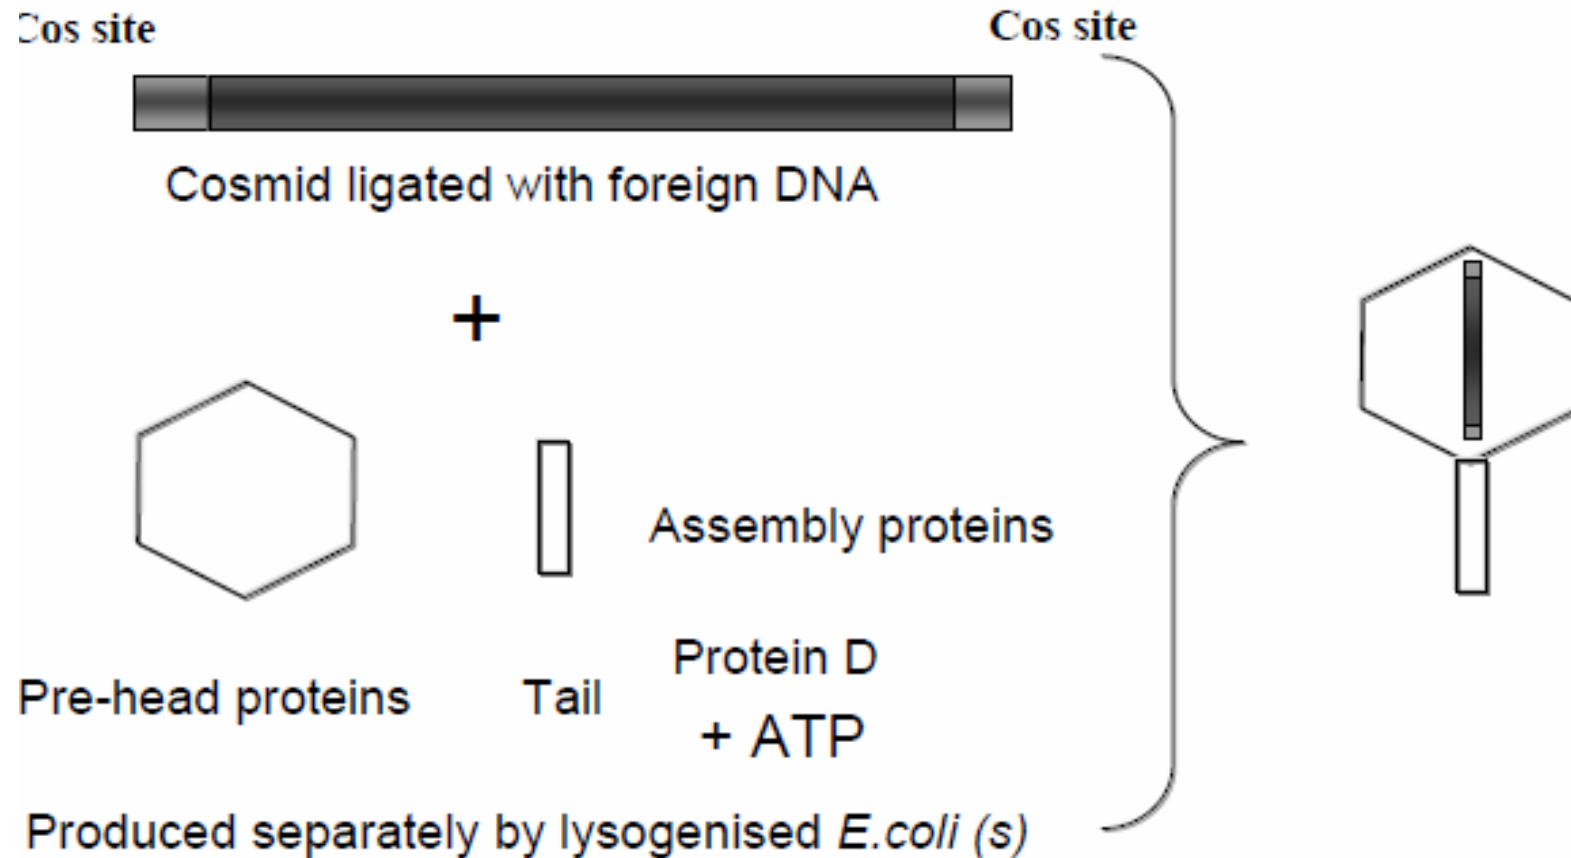 Cos site
Cos site
Cosmid ligated with foreign DNA
+
Assembly proteins
Protein D
Pre-head proteins
Tail
+ ATP
Produced separately by lysogenised E.coli (s)